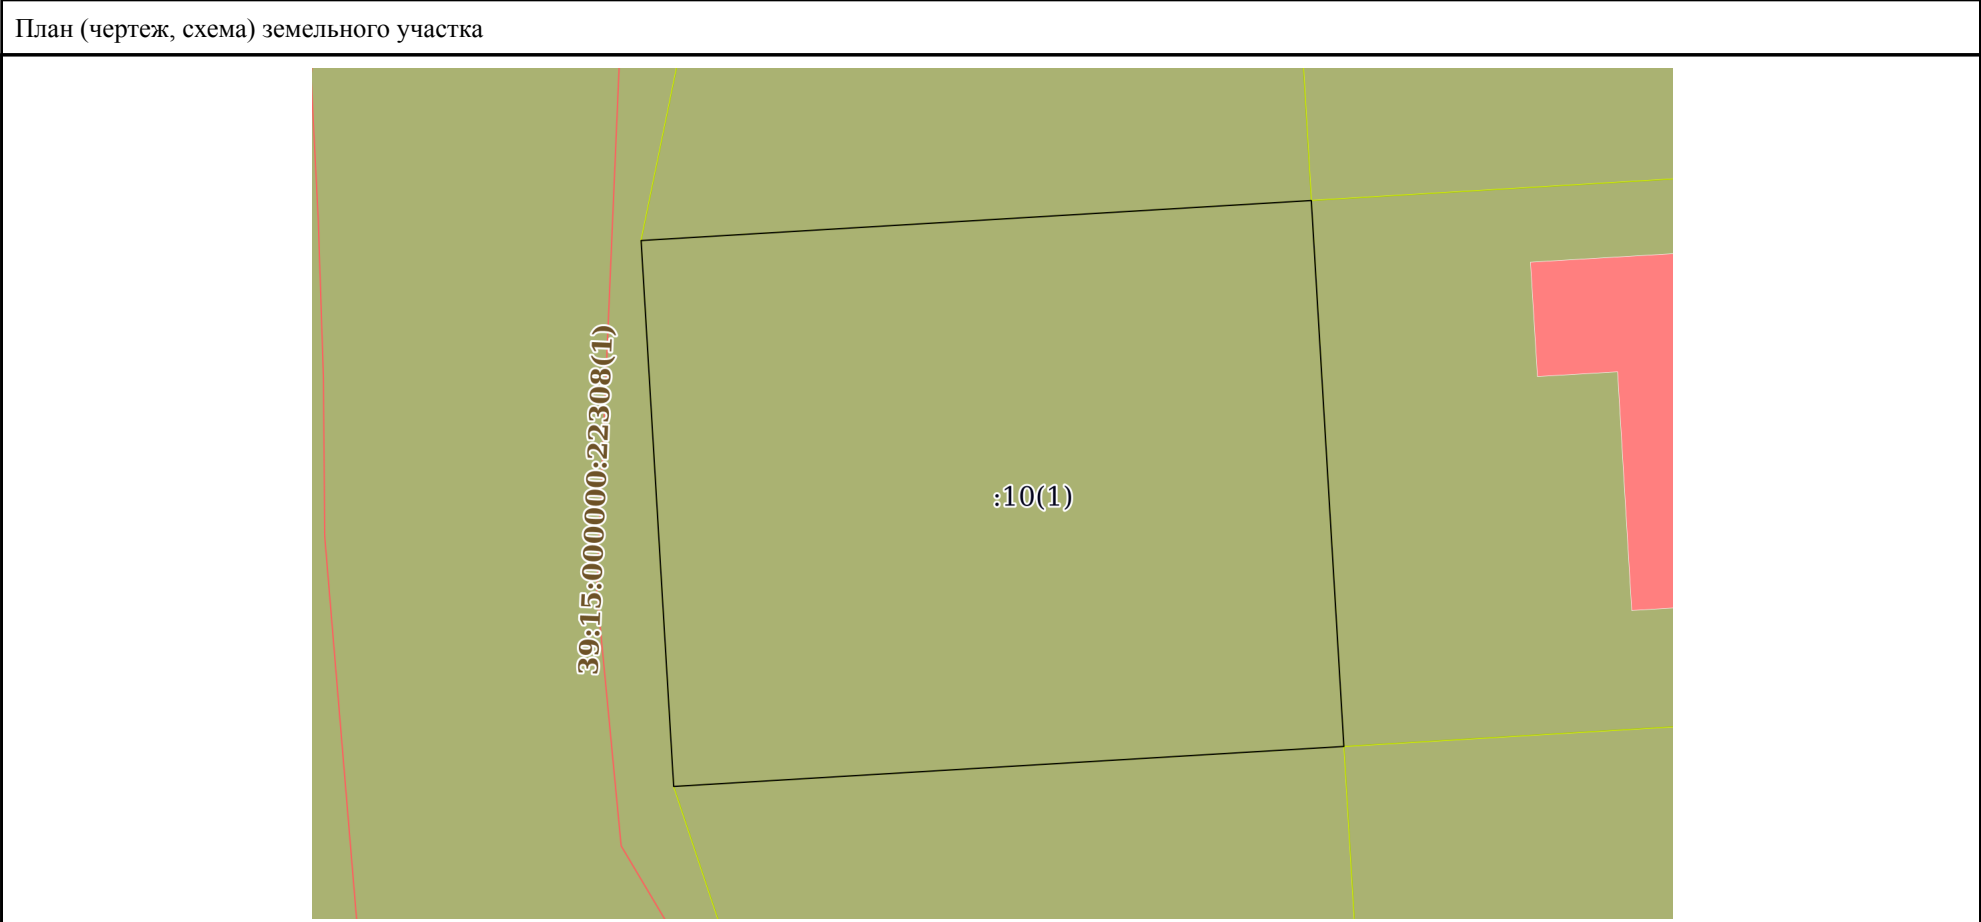 План (чертеж, схема) земельного участка
39:15:000000:22308(1)
:10(1)